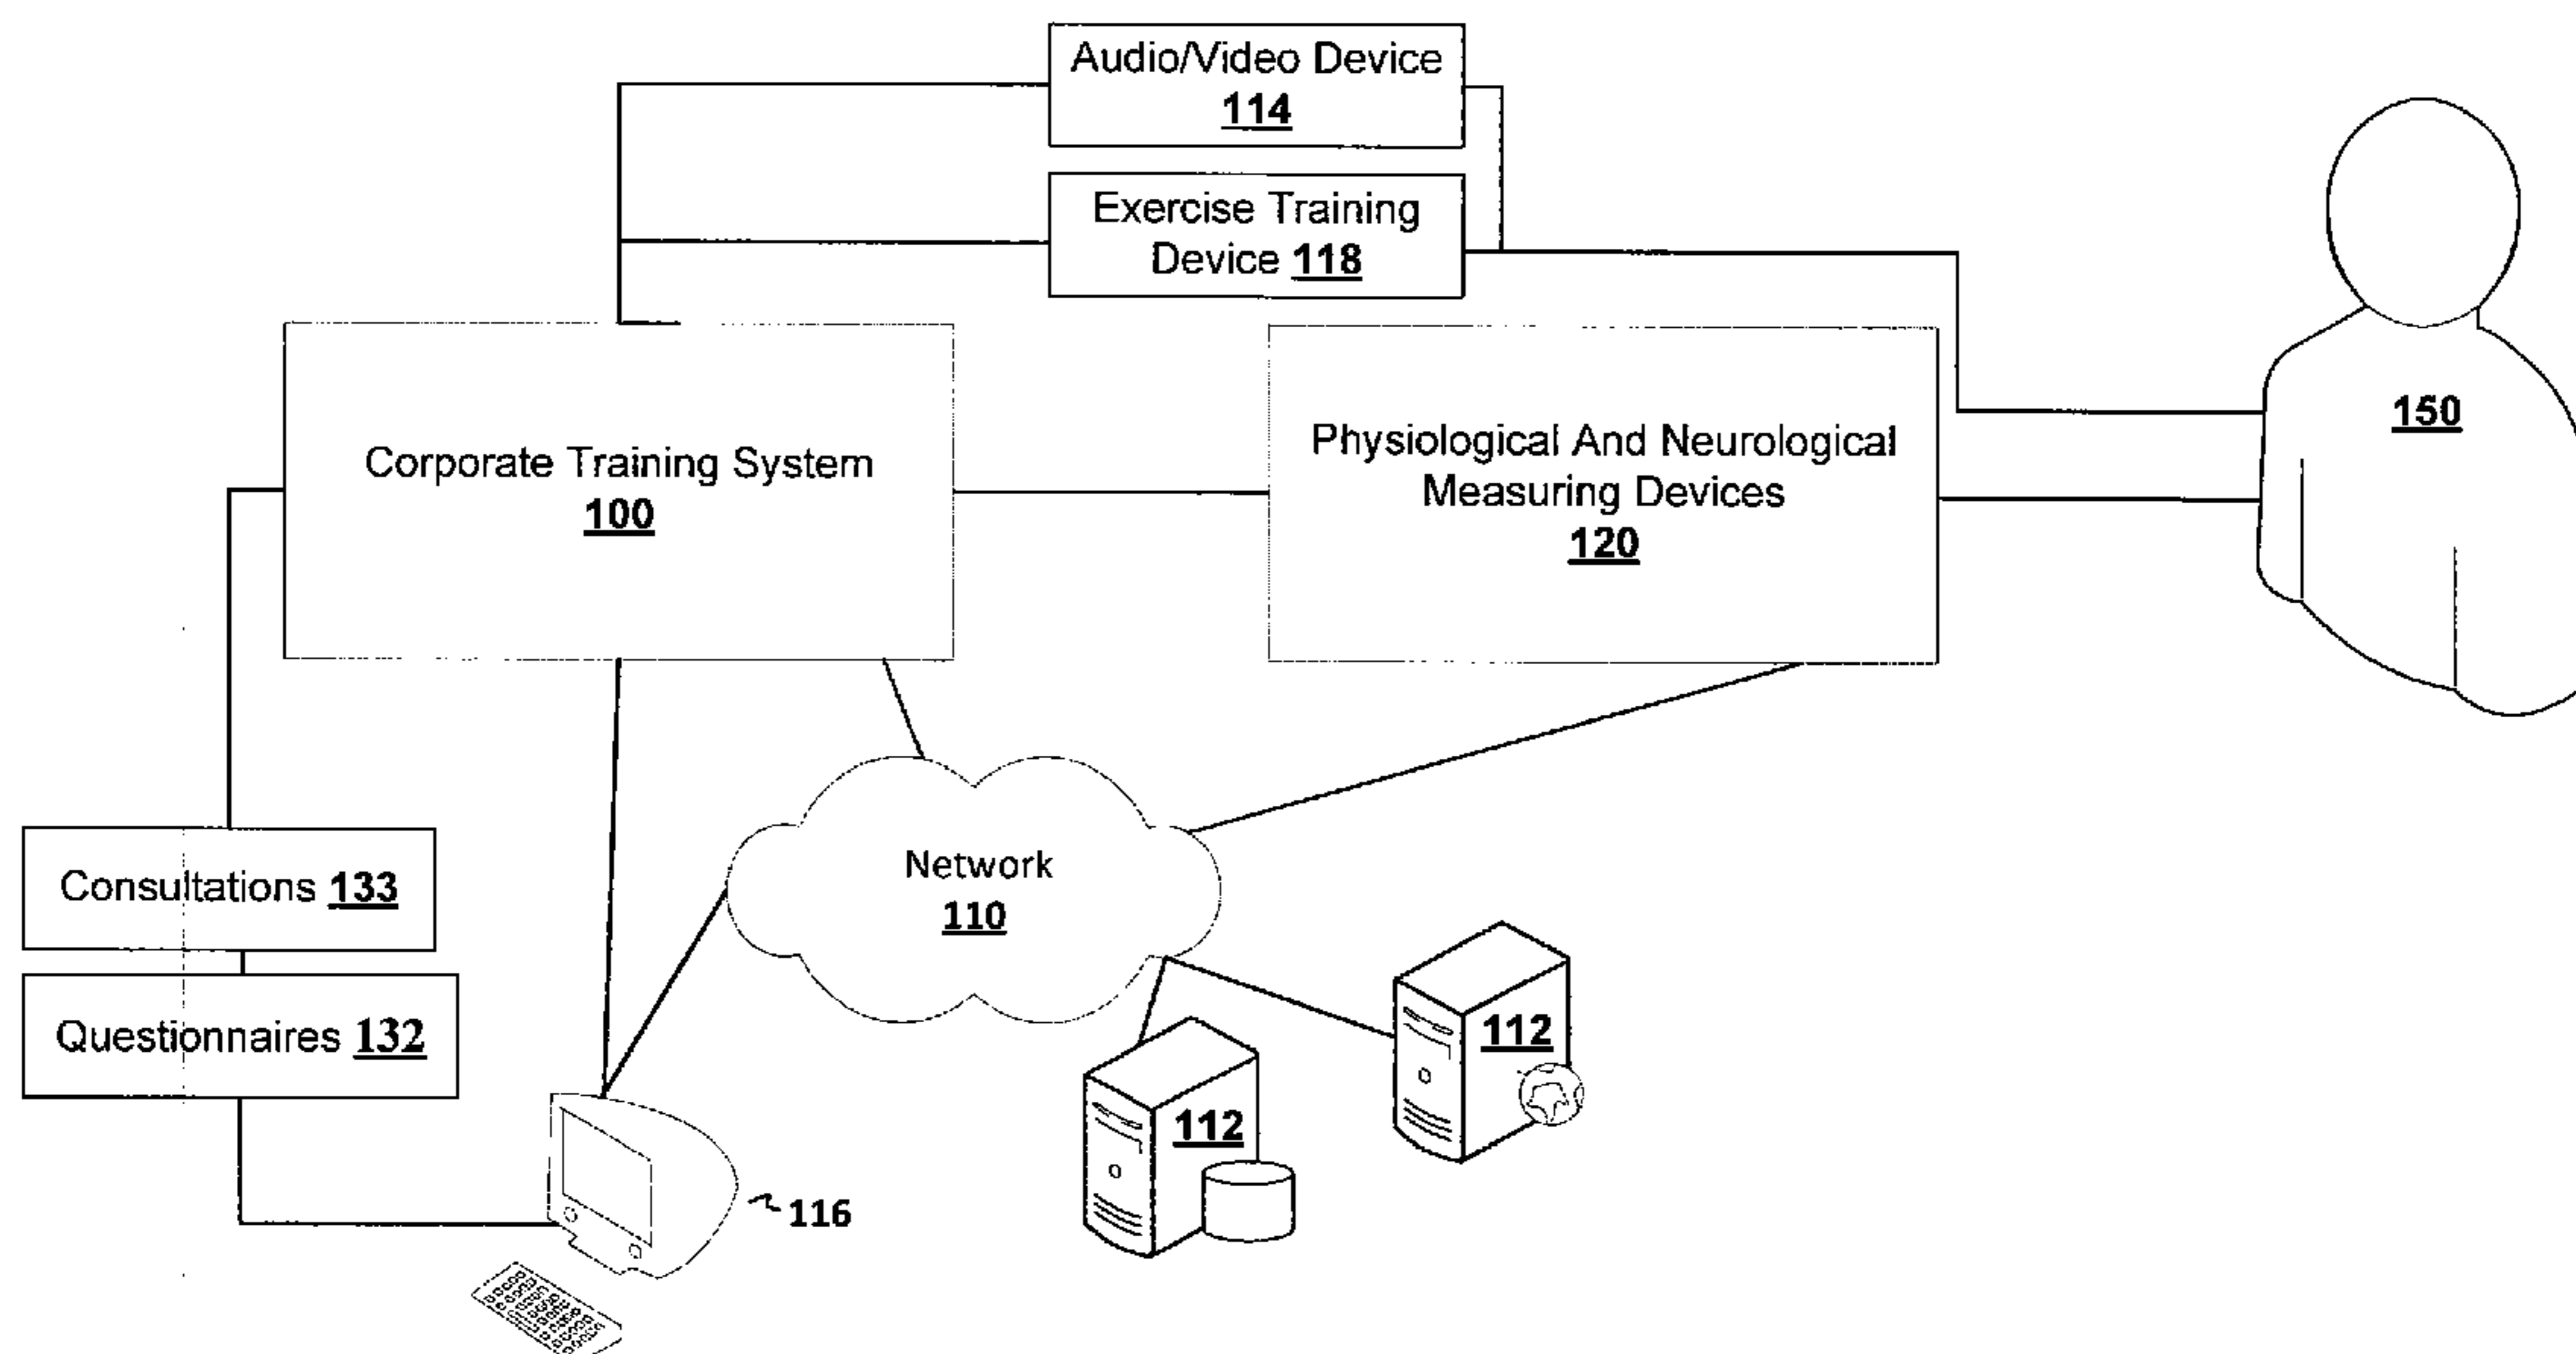 Audio/Video Device
114
Exercise Training
Device 118
Corporate Training System
100
Physiological And Neurological
Measuring Devices
120
150
Consultations 133
Questionnaires 132
Network
110
112
112
116